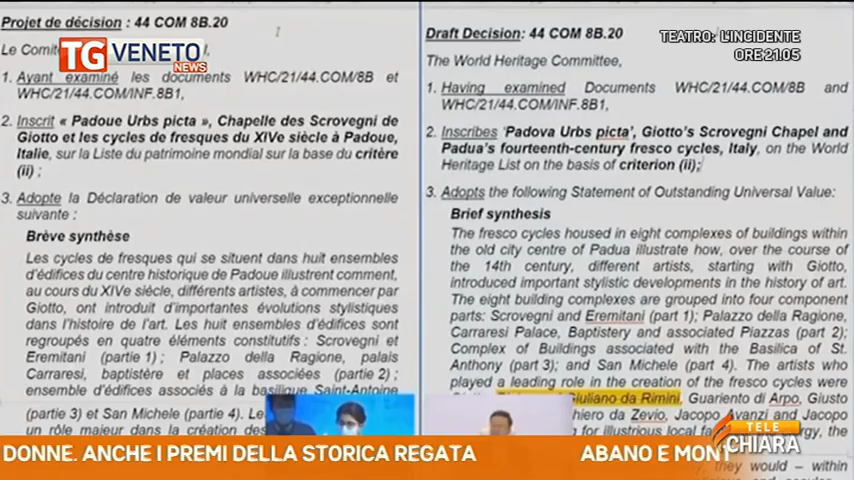 Projet de décision: 44 COM 8B.20
Le Comité
1. Ayant examiné les documents WHC/21/44.COM/8B et
WHC/21/44.COM/INF.8B1,
2. Inscrit « Padoue Urbs picta », Chapelle des Scrovegni de
Giotto et les cycles de fresques du XIVe siècle à Padoue,
Italie, sur la Liste du patrimoine mondial sur la base du critère
(ii) ;
3. Adopte la Déclaration de valeur universelle exceptionnelle
suivante :
Brève synthèse
Les cycles de fresques qui se situent dans huit ensembles
d'édifices du centre historique de Padoue illustrent comment,
au cours du XIVe siècle, différents artistes, à commencer par
Giotto, ont introduit d'importantes évolutions stylistiques
dans l'histoire de l'art. Les huit ensembles d'édifices sont
regroupés en quatre éléments constitutifs : Scrovegni et
Eremitani (partie 1) ; Palazzo della Ragione, palais
Carraresi, baptistère et places associées (partie 2) ;
ensemble d'édifices associés à la basilique Saint-Antoine
(partie 3) et San Michele (partie 4).
un rôle majeur dans la création des
Draft Decision: 44 COM 8B.20
The World Heritage Committee,
1. Having examined Documents WHC/21/44.COM/8B and
WHC/21/44.COM/INF.8B1,
2. Inscribes 'Padova Urbs picta', Giotto's Scrovegni Chapel and
Padua's fourteenth-century fresco cycles, Italy, on the World
Heritage List on the basis of criterion (ii);
3. Adopts the following Statement of Outstanding Universal Value:
Brief synthesis
The fresco cycles housed in eight complexes of buildings within
the old city centre of Padua illustrate how, over the course of
the 14th century, different artists, starting with Giotto,
introduced important stylistic developments in the history of art.
The eight building complexes are grouped into four component
parts: Scrovegni and Eremitani (part 1); Palazzo della Ragione,
Carraresi Palace, Baptistery and associated Piazzas (part 2);
Complex of Buildings associated with the Basilica of St.
Anthony (part 3); and San Michele (part 4). The artists who
played a leading role in the creation of the fresco cycles were
Giuliano da Rimini, Guariento di Arpo, Giusto
da Zevio, Jacopo Avanzi and Jacopo
for illustrious local
they would – within
TG VENETO
NEWS
TEATRO: L'INCIDENTE
ORE 21.05
TELE
CHIARA
DONNE. ANCHE I PREMI DELLA STORICA REGATA
ABANO E MONT